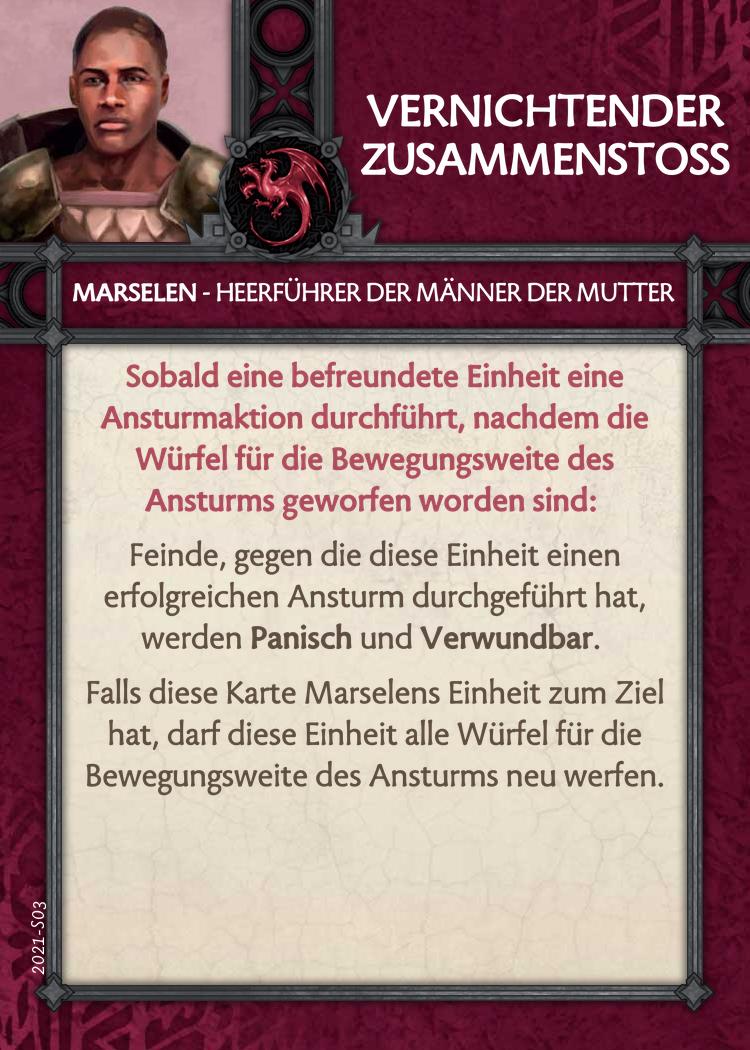 VERNICHTENDER
ZUSAMMENSTOSS
MARSELEN - HEERFÜHRER DER MÄNNER DER MUTTER
Sobald eine befreundete Einheit eine
Ansturmaktion durchführt, nachdem die
Würfel für die Bewegungsweite des
Ansturms geworfen worden sind:
Feinde, gegen die diese Einheit einen
erfolgreichen Ansturm durchgeführt hat,
werden Panisch und Verwundbar.
Falls diese Karte Marselens Einheit zum Ziel
hat, darf diese Einheit alle Würfel für die
Bewegungsweite des Ansturms neu werfen.
2021-S03